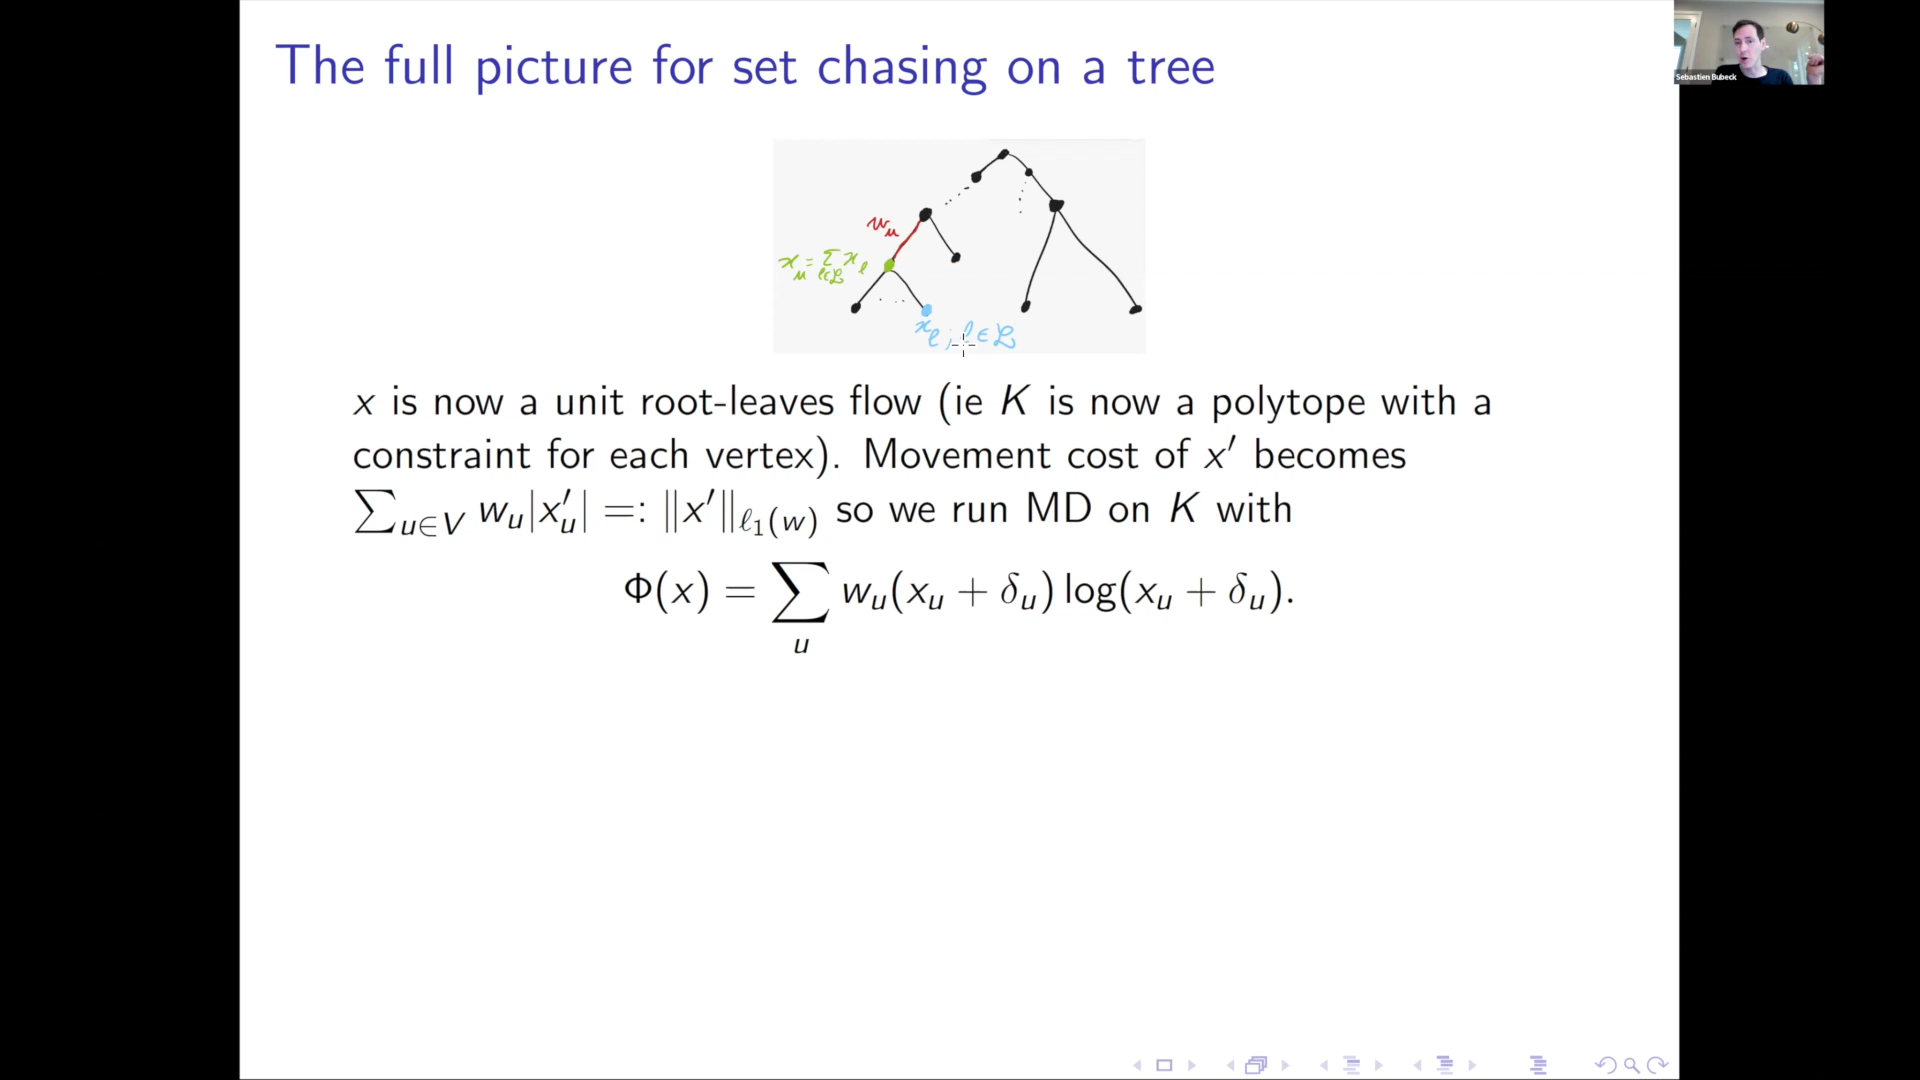 The full picture for set chasing on a tree
Sebastien Bubeck
w_u
x_u = Σ_{ℓ∈ℒ} x_ℓ
x_ℓ ; ℓ ∈ ℒ
x is now a unit root-leaves flow (ie K is now a polytope with a
constraint for each vertex). Movement cost of x′ becomes
∑_{u∈V} w_u|x′_u| =: ‖x′‖_{ℓ₁(w)} so we run MD on K with
Φ(x) = ∑_u w_u(x_u + δ_u) log(x_u + δ_u).